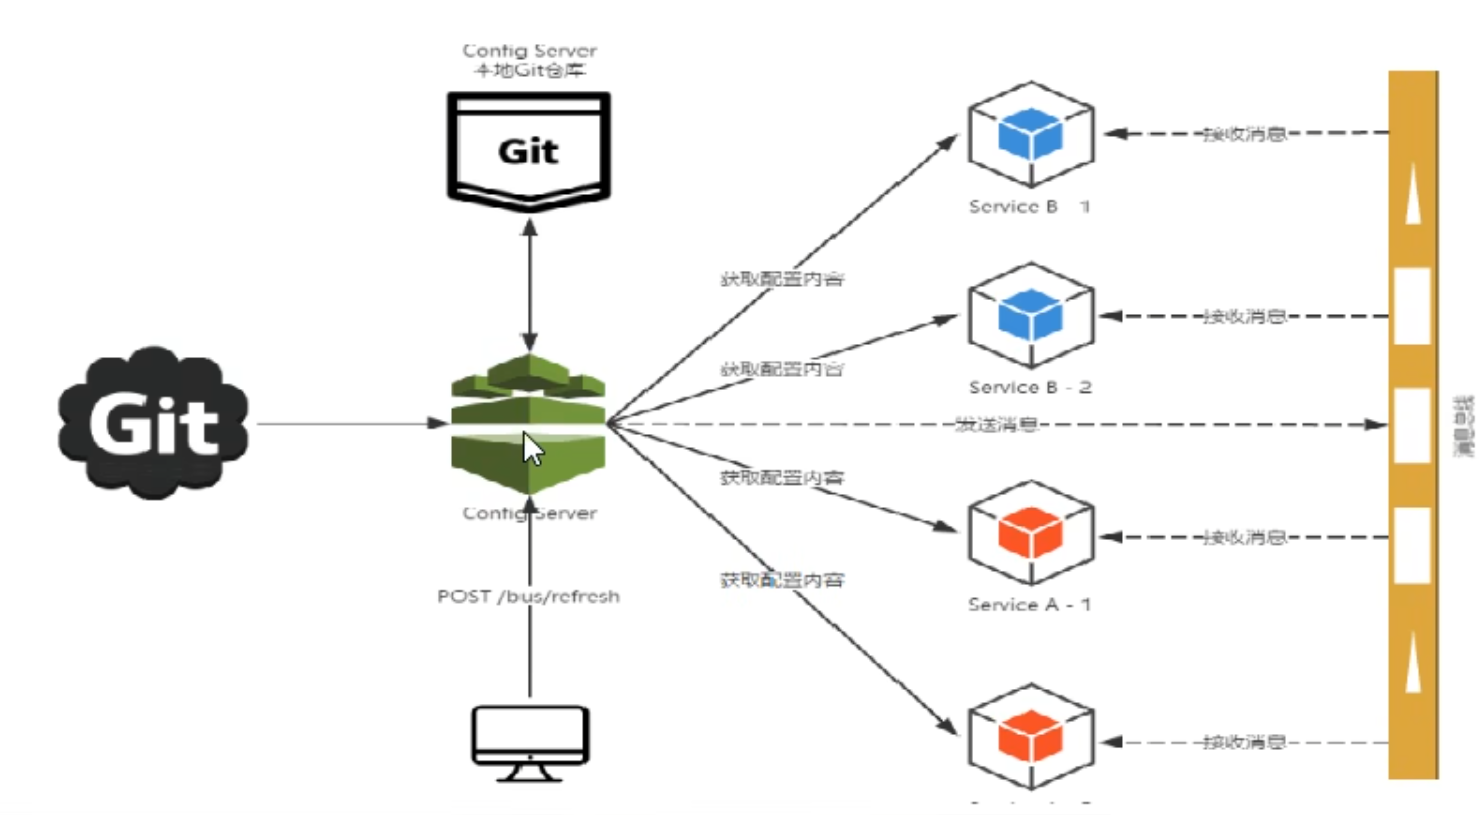 Config Server
本地Git仓库
Git
Service B - 1
接收消息
获取配置内容
Service B - 2
接收消息
获取配置内容
Git
发送消息
消息总线
获取配置内容
Config Server
接收消息
获取配置内容
POST /bus/refresh
Service A - 1
接收消息